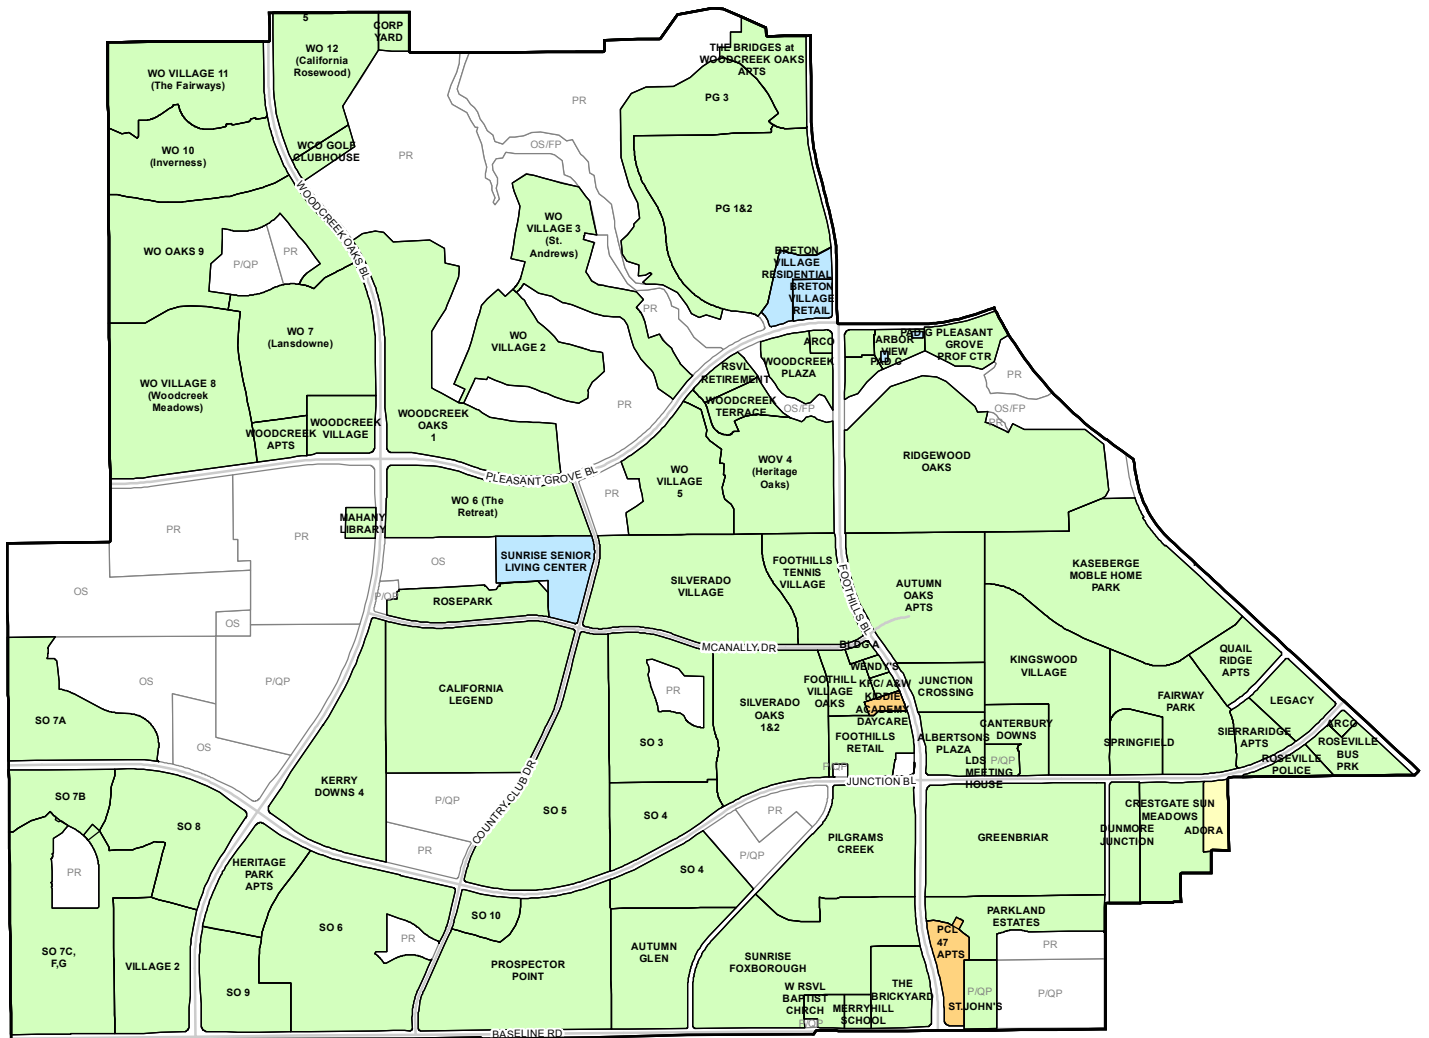 5
CORP
YARD
WO 12
(California
Rosewood)
WO VILLAGE 11
(The Fairways)
THE BRIDGES at
WOODCREEK OAKS
APTS
PG 3
PR
OS/FP
PR
WCO GOLF
CLUBHOUSE
WO 10
(Inverness)
WOODCREEK OAKS BL
WO
VILLAGE 3
(St.
Andrews)
PG 1&2
WO OAKS 9
P/QP
PR
BRETON
VILLAGE
RESIDENTIAL
BRETON
VILLAGE
RETAIL
PR
WO 7
(Lansdowne)
WO
VILLAGE 2
ARCO
ARBOR
VIEW
PAD C
PAD G
PLEASANT
GROVE
PROF CTR
WOODCREEK
PLAZA
RSVL
RETIREMENT
WOODCREEK
TERRACE
OS/FP
PR
OS/FP
PR
WO VILLAGE 8
(Woodcreek
Meadows)
WOODCREEK
APTS
WOODCREEK
VILLAGE
WOODCREEK
OAKS
1
PR
PLEASANT GROVE BL
WO
VILLAGE
5
WOV 4
(Heritage
Oaks)
RIDGEWOOD
OAKS
PR
WO 6 (The
Retreat)
MAHANY
LIBRARY
PR
PR
OS
SUNRISE SENIOR
LIVING CENTER
SILVERADO
VILLAGE
FOOTHILLS
TENNIS
VILLAGE
FOOTHILLS BL
AUTUMN
OAKS
APTS
KASEBERGE
MOBLE HOME
PARK
OS
P/QP
ROSEPARK
OS
MCANALLY DR
BLDG A
WENDY'S
KFC/ A&W
KIDDIE
ACADEMY
DAYCARE
FOOTHILL
VILLAGE
OAKS
JUNCTION
CROSSING
KINGSWOOD
VILLAGE
QUAIL
RIDGE
APTS
OS
P/QP
CALIFORNIA
LEGEND
PR
SILVERADO
OAKS
1&2
FAIRWAY
PARK
LEGACY
SO 7A
OS
SO 3
FOOTHILLS
RETAIL
ALBERTSONS
PLAZA
CANTERBURY
DOWNS
P/QP
LDS
MEETING
HOUSE
SPRINGFIELD
SIERRARIDGE
APTS
ARCO
ROSEVILLE
BUS
PRK
ROSEVILLE
POLICE
P/QP
JUNCTION BL
KERRY
DOWNS 4
P/QP
COUNTRY CLUB DR
SO 5
SO 4
PR
SO 7B
SO 8
PR
PILGRAMS
CREEK
GREENBRIAR
DUNMORE
JUNCTION
CRESTGATE SUN
MEADOWS
ADORA
P/QP
SO 4
HERITAGE
PARK
APTS
PR
SO 10
SO 6
PR
PARKLAND
ESTATES
PCL
47
APTS
PR
SO 7C,
F,G
VILLAGE 2
PROSPECTOR
POINT
AUTUMN
GLEN
SUNRISE
FOXBOROUGH
SO 9
W RSVL
BAPTIST
CHRCH
P/QP
MERRYHILL
SCHOOL
THE
BRICKYARD
P/QP
ST.JOHN'S
P/QP
BASELINE RD